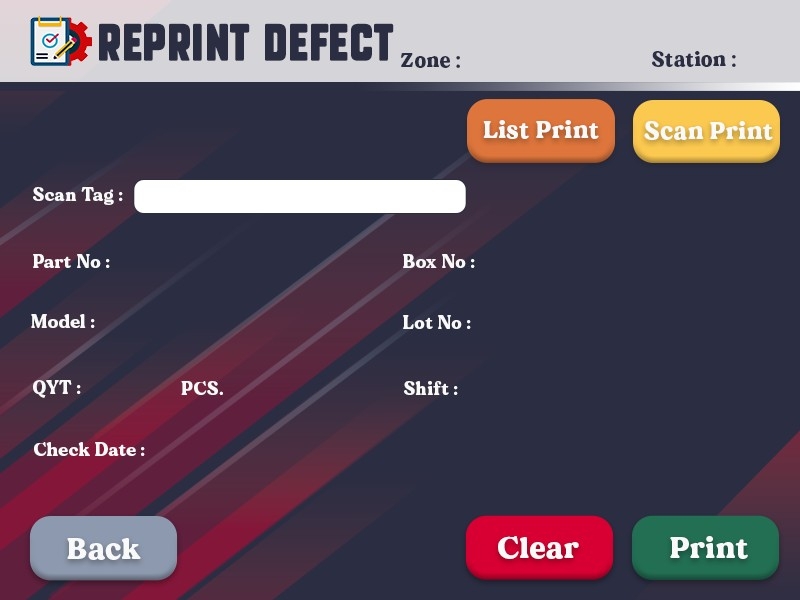 REPRINT DEFECT
Zone :
Station :
List Print
Scan Print
Scan Tag :
Part No :
Box No :
Model :
Lot No :
QYT :
PCS.
Shift :
Check Date :
Back
Clear
Print